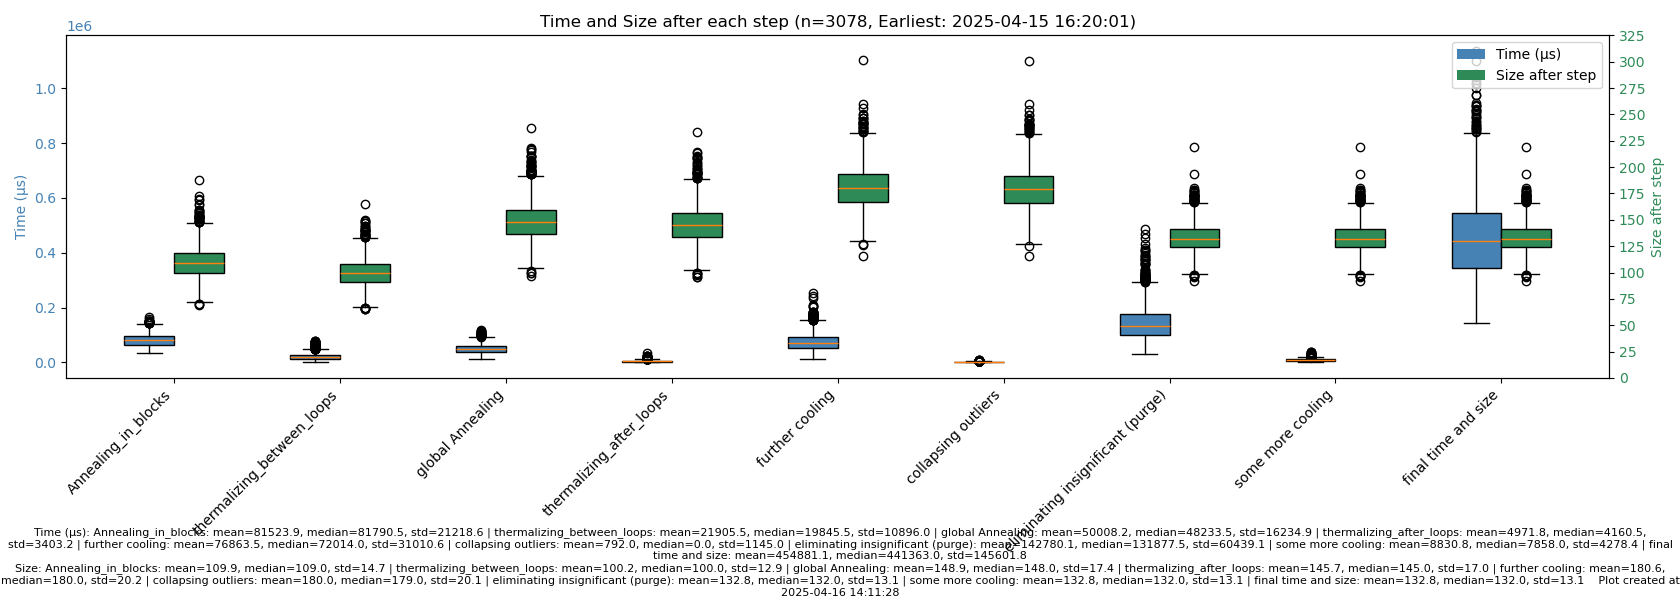 Time and Size after each step (n=3078, Earliest: 2025-04-15 16:20:01)
1e6
Time (µs)
1.0
0.8
0.6
0.4
0.2
0.0
325
300
275
250
225
200
175
150
125
100
75
50
25
0
Size after step
Time (µs)
Size after step
Annealing_in_blocks
thermalizing_between_loops
global Annealing
thermalizing_after_loops
further cooling
collapsing outliers
eliminating insignificant (purge)
some more cooling
final time and size
Time (µs): Annealing_in_blocks: mean=81523.9, median=81790.5, std=21218.6 | thermalizing_between_loops: mean=21905.5, median=19845.5, std=10896.0 | global Annealing: mean=50008.2, median=48233.5, std=16234.9 | thermalizing_after_loops: mean=4971.8, median=4160.5,
std=3403.2 | further cooling: mean=76863.5, median=72014.0, std=31010.6 | collapsing outliers: mean=792.0, median=0.0, std=1145.0 | eliminating insignificant (purge): mean=142780.1, median=131877.5, std=60439.1 | some more cooling: mean=8830.8, median=7858.0, std=4278.4 | final
time and size: mean=454881.1, median=441363.0, std=145601.8
Size: Annealing_in_blocks: mean=109.9, median=109.0, std=14.7 | thermalizing_between_loops: mean=100.2, median=100.0, std=12.9 | global Annealing: mean=148.9, median=148.0, std=17.4 | thermalizing_after_loops: mean=145.7, median=145.0, std=17.0 | further cooling: mean=180.6,
median=180.0, std=20.2 | collapsing outliers: mean=180.0, median=179.0, std=20.1 | eliminating insignificant (purge): mean=132.8, median=132.0, std=13.1 | some more cooling: mean=132.8, median=132.0, std=13.1 | final time and size: mean=132.8, median=132.0, std=13.1    Plot created at
2025-04-16 14:11:28